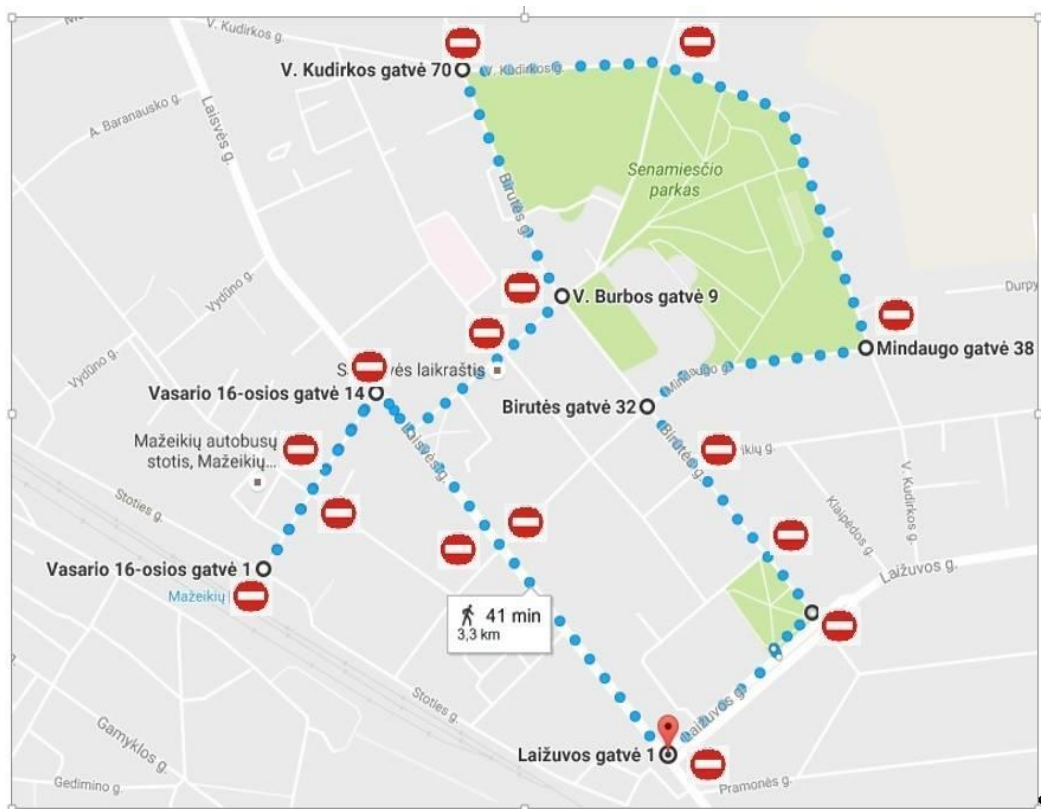 V. Kudirkos g.
V. Kudirkos gatvė 70
V. Kudirkos g.
A. Baranausko g.
Laisvės g.
Senamiesčio
parkas
Birutės g.
Vydūno g.
V. Burbos gatvė 9
Durpy
Vydūno g.
Mindaugo gatvė 38
vės laikraštis
Mindaugo g.
Vasario 16-osios gatvė 14
Birutės gatvė 32
Mažeikių autobusų
stotis, Mažeikių...
Laisvės g.
Birutės g.
ikių g.
Stoties g.
Klaipėdos g.
V. Kudirkos g.
Vasario 16-osios gatvė 1
Laižuvos g.
Mažeikių
41 min
3,3 km
Stoties g.
Laižuvos g.
Gamyklos g.
Laižuvos gatvė 1
Gedimino g.
Pramonės g.